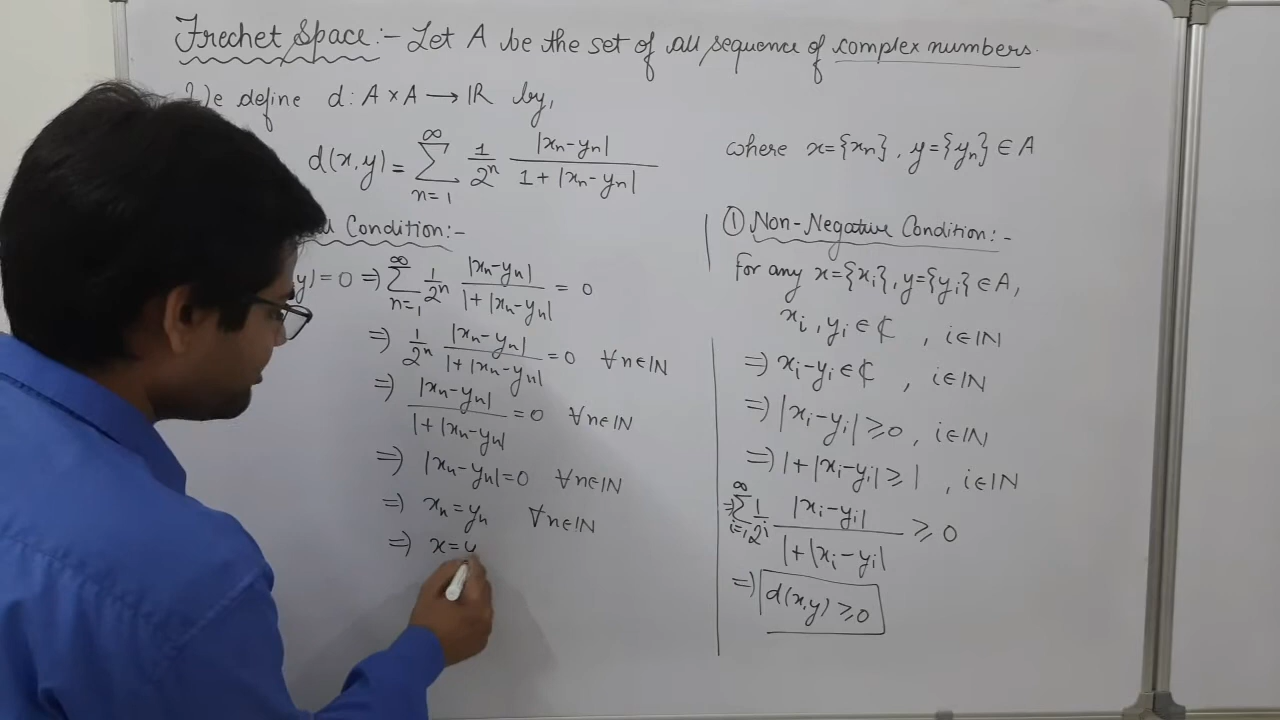 Frechet Space:- Let A be the set of all sequence of complex numbers.
We define d: A × A → ℝ by,
d(x,y) = ∑_{n=1}^{∞} 1/2^n |xn-yn|/(1+|xn-yn|) where x={xn}, y={yn} ∈ A
Condition:-
y)=0 ⇒ ∑_{n=1}^{∞} 1/2^n |xn-yn|/(1+|xn-yn|) = 0
⇒ 1/2^n |xn-yn|/(1+|xn-yn|) = 0 ∀ n∈ℕ
⇒ |xn-yn|/(1+|xn-yn|) = 0 ∀ n∈ℕ
⇒ |xn-yn|=0 ∀ n∈ℕ
⇒ xn=yn ∀ n∈ℕ
⇒ x=y
① Non-Negative Condition:-
For any x={xi}, y={yi} ∈ A,
xi, yi ∈ ℂ , i∈ℕ
⇒ xi-yi ∈ ℂ , i∈ℕ
⇒ |xi-yi| ≥ 0, i∈ℕ
⇒ 1+|xi-yi| ≥ 1 , i∈ℕ
⇒ ∑_{i=1}^{∞} 1/2^i |xi-yi|/(1+|xi-yi|) ≥ 0
⇒ d(x,y) ≥ 0